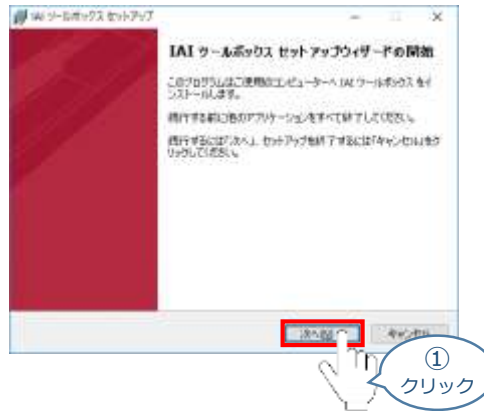 IAI ツールボックス セットアップ
IAI ツールボックス セットアップウィザードの開始
このプログラムはご使用のコンピューターへ IAI ツールボックス をイ
ンストールします。
続行する前に他のアプリケーションをすべて終了してください。
続行するには「次へ」、セットアップを終了するには「キャンセル」をク
リックしてください。
次へ(N)
キャンセル
①
クリック